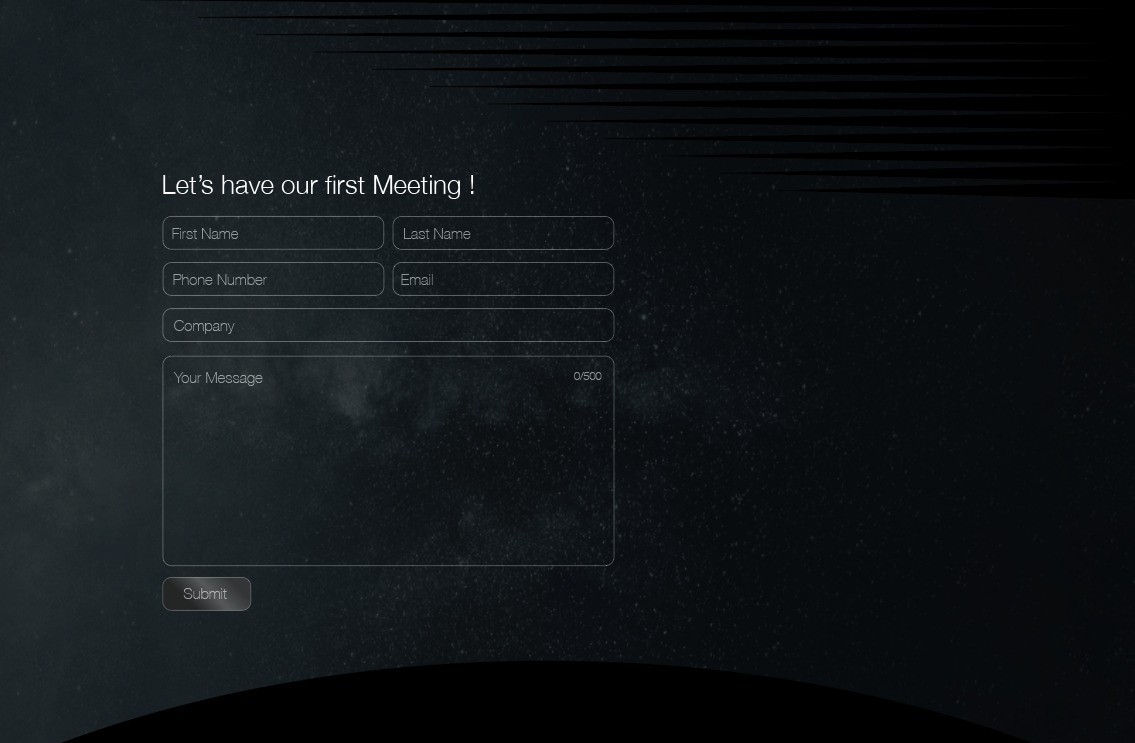 Let’s have our first Meeting !
First Name Last Name
Phone Number Email
Company
Your Message 0/500
Submit